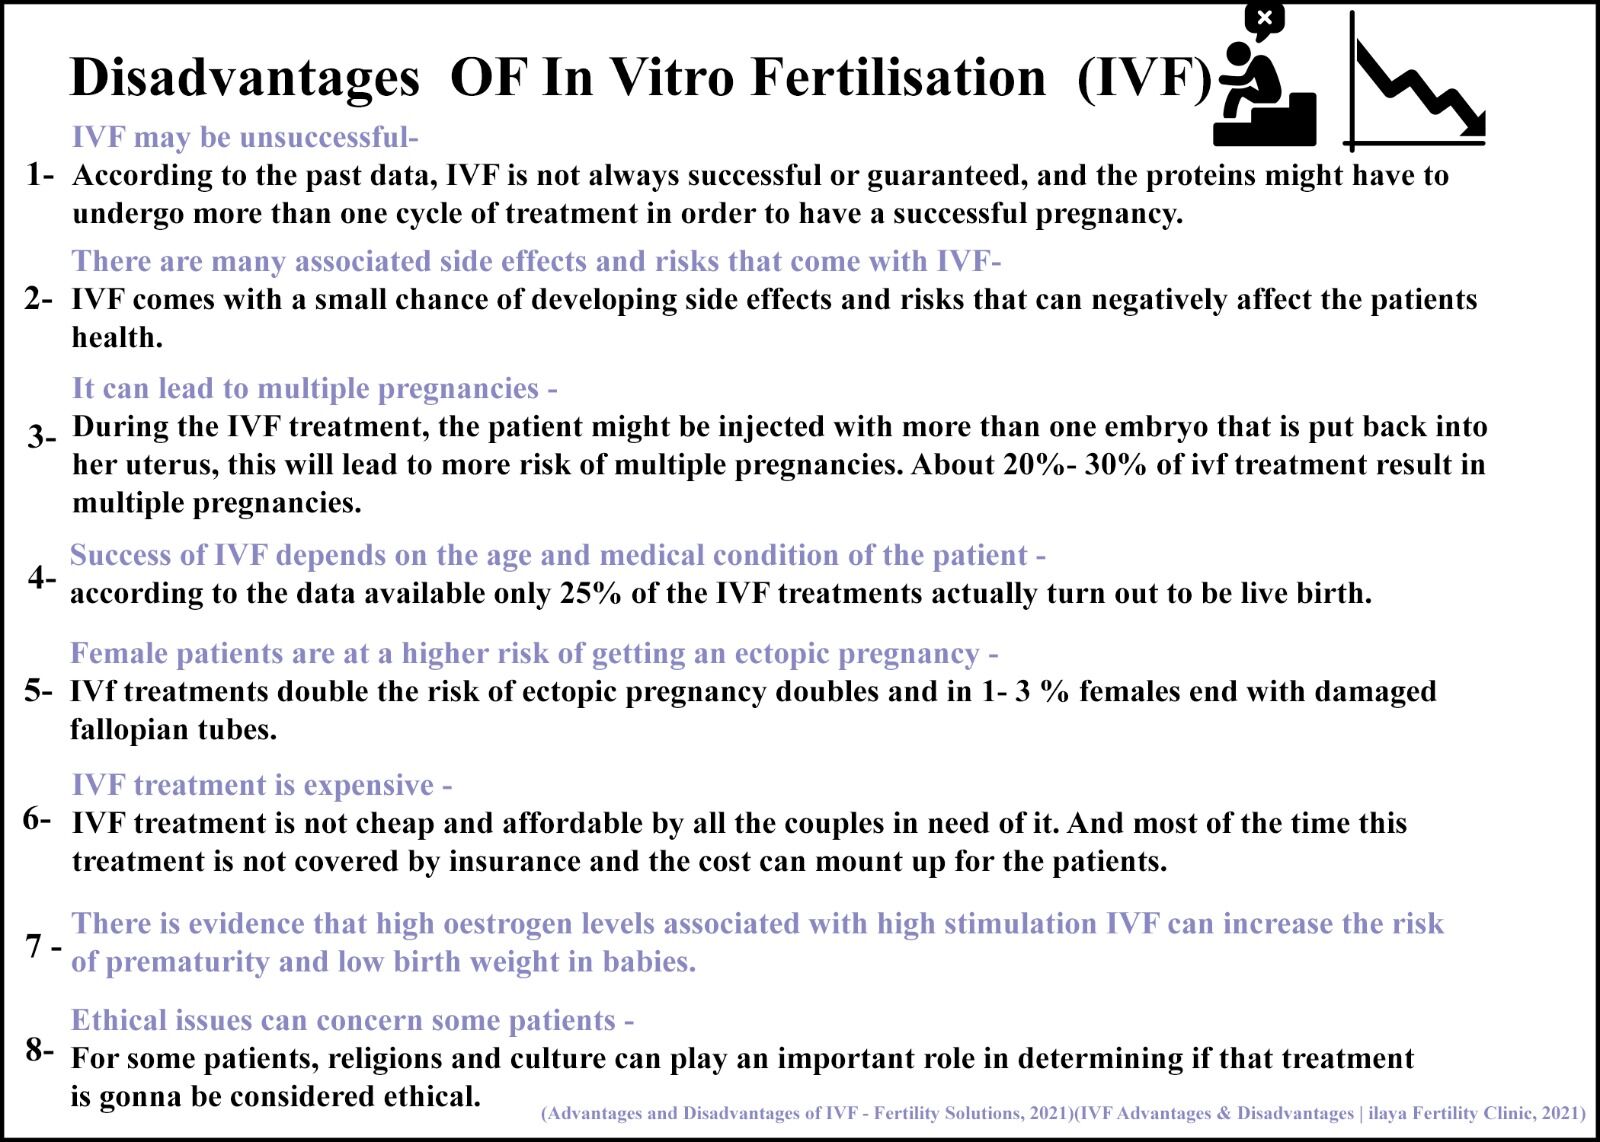 Disadvantages OF In Vitro Fertilisation (IVF)
IVF may be unsuccessful-
1- According to the past data, IVF is not always successful or guaranteed, and the proteins might have to
undergo more than one cycle of treatment in order to have a successful pregnancy.
There are many associated side effects and risks that come with IVF-
2- IVF comes with a small chance of developing side effects and risks that can negatively affect the patients
health.
It can lead to multiple pregnancies -
3- During the IVF treatment, the patient might be injected with more than one embryo that is put back into
her uterus, this will lead to more risk of multiple pregnancies. About 20%- 30% of ivf treatment result in
multiple pregnancies.
Success of IVF depends on the age and medical condition of the patient -
4- according to the data available only 25% of the IVF treatments actually turn out to be live birth.
Female patients are at a higher risk of getting an ectopic pregnancy -
5- IVf treatments double the risk of ectopic pregnancy doubles and in 1- 3 % females end with damaged
fallopian tubes.
IVF treatment is expensive -
6- IVF treatment is not cheap and affordable by all the couples in need of it. And most of the time this
treatment is not covered by insurance and the cost can mount up for the patients.
7 - There is evidence that high oestrogen levels associated with high stimulation IVF can increase the risk
of prematurity and low birth weight in babies.
Ethical issues can concern some patients -
8- For some patients, religions and culture can play an important role in determining if that treatment
is gonna be considered ethical.
(Advantages and Disadvantages of IVF - Fertility Solutions, 2021)(IVF Advantages & Disadvantages | ilaya Fertility Clinic, 2021)